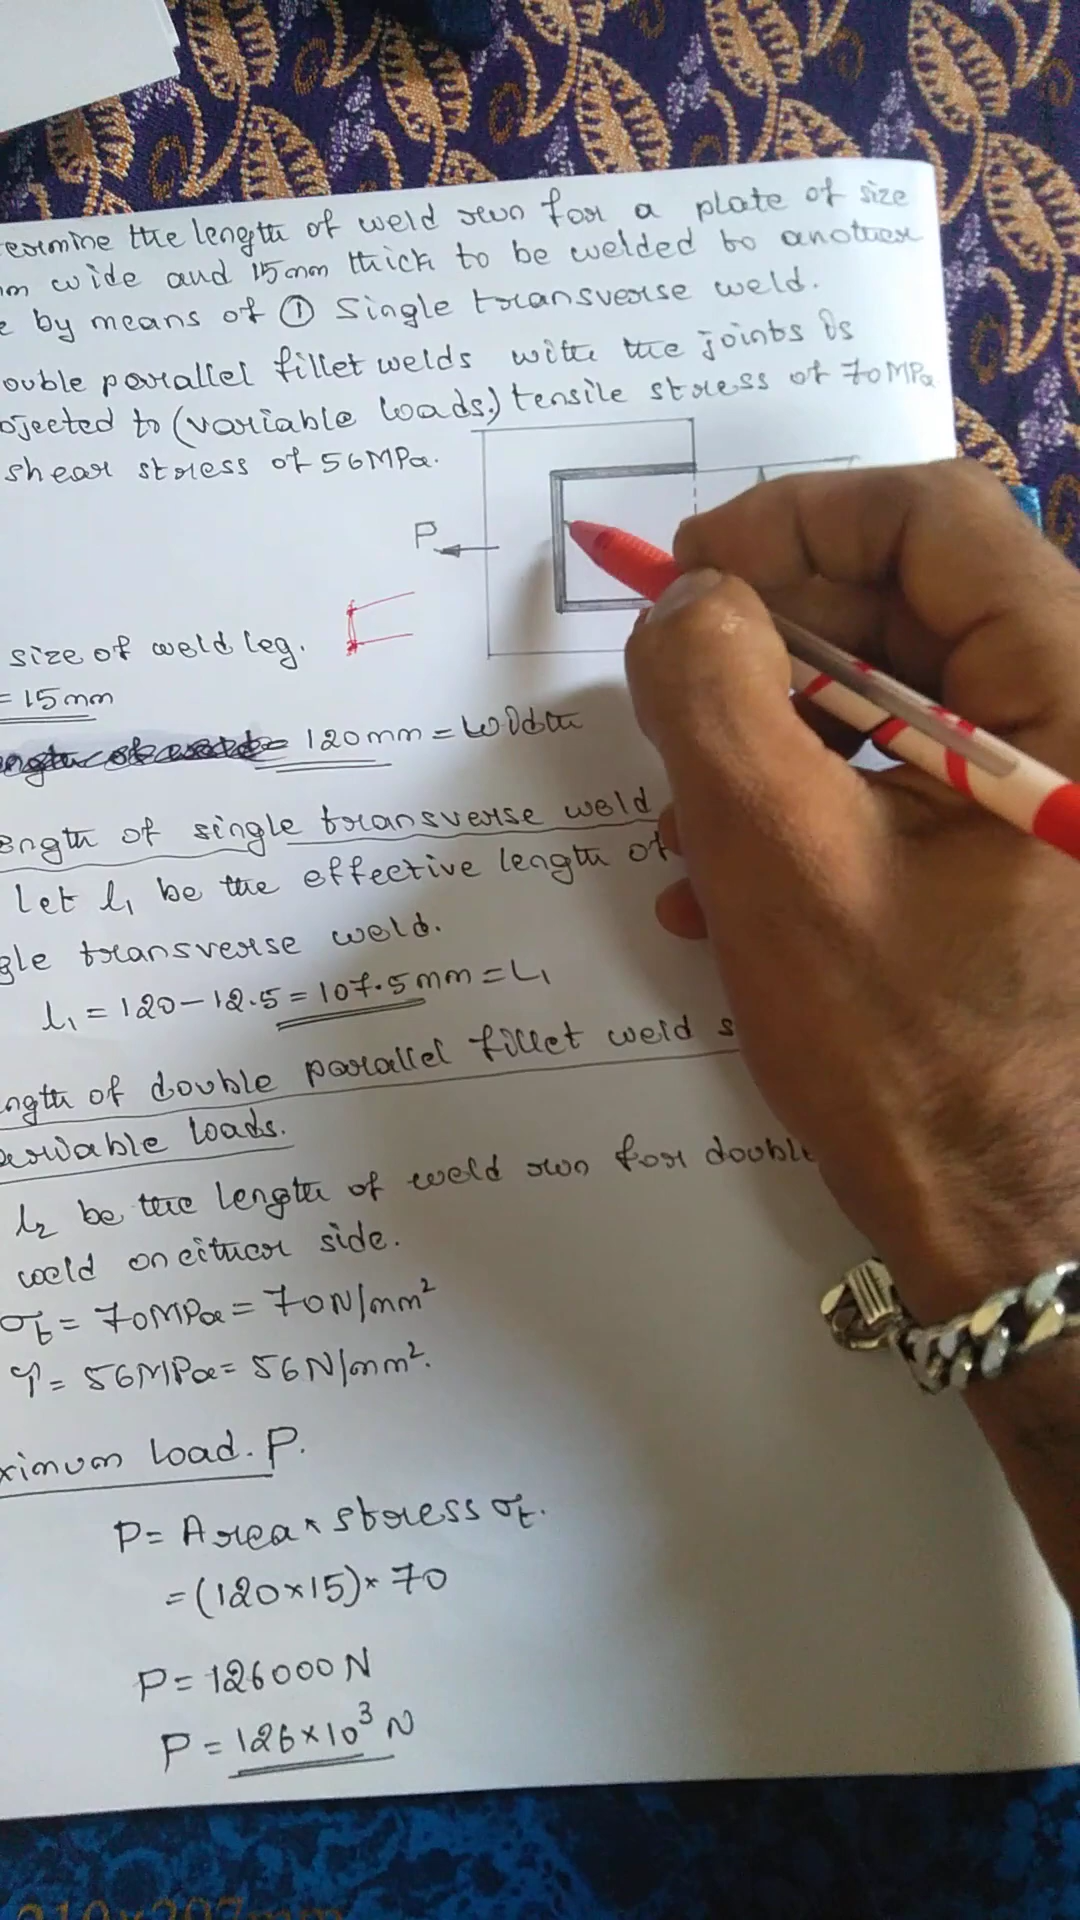 ermine the length of weld run for a plate of size
m wide and 15mm thick to be welded to another
e by means of ① Single transverse weld.
ouble parallel fillet welds with the joints is
bjected to (variable loads.) tensile stress of 70MPa
shear stress of 56MPa.
P
size of weld leg.
= 15mm
= 120mm = Width
ength of single transverse weld
Let l₁ be the effective length of
gle transverse weld.
l₁ = 120 - 12.5 = 107.5mm = L₁
ngth of double parallel fillet weld s
variable loads.
l₂ be the length of weld run for double
weld on either side.
σt = 70MPa = 70N/mm²
τ = 56MPa = 56N/mm².
ximum Load. P.
P = Area × stress σt.
= (120×15) × 70
P = 126000 N
P = 126×10³ N
210x297mm